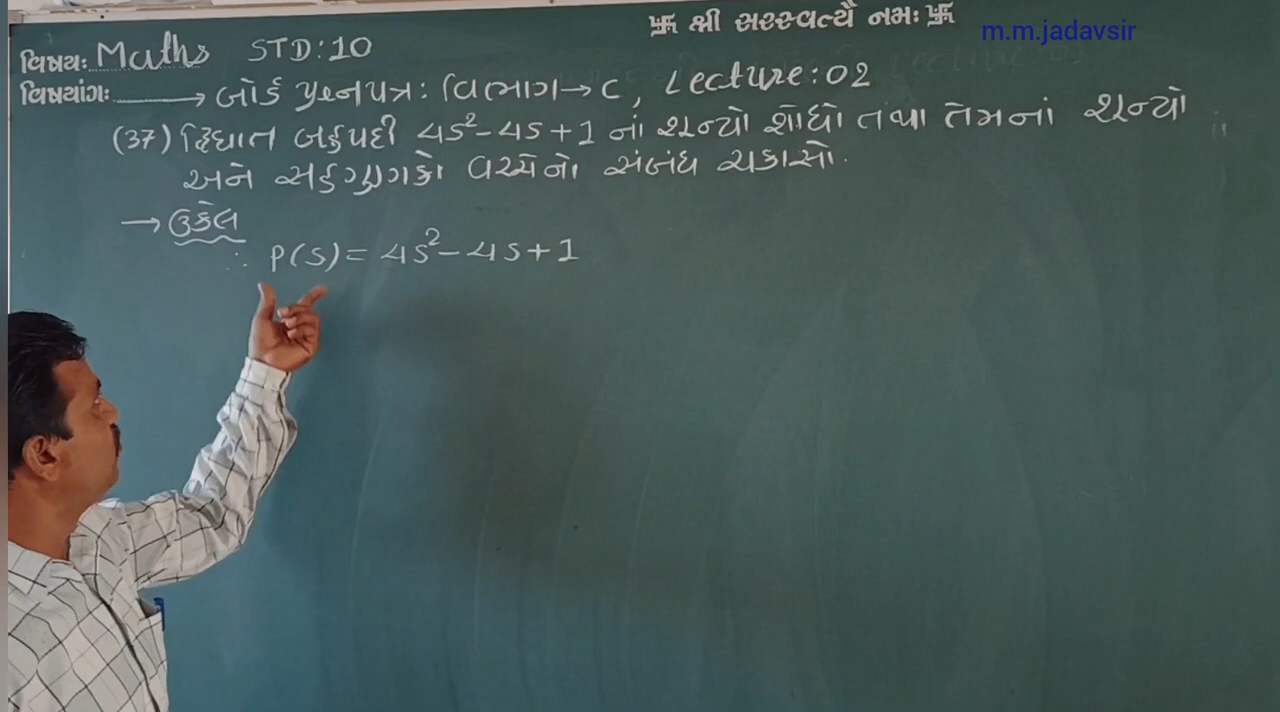 卐 શ્રી સરસ્વત્યૈ નમઃ 卐
m.m.jadavsir
વિષય: Maths STD:10
વિષયાંગ: → બોર્ડ પ્રશ્નપત્ર: વિભાગ→C, Lecture:02
(37) દ્વિઘાત બહુપદી 4s²-4s+1 નાં શૂન્યો શોધો તથા તેમનાં શૂન્યો
અને સહગુણકો વચ્ચેનો સંબંધ ચકાસો.
→ ઉકેલ
∴ P(s) = 4s²-4s+1